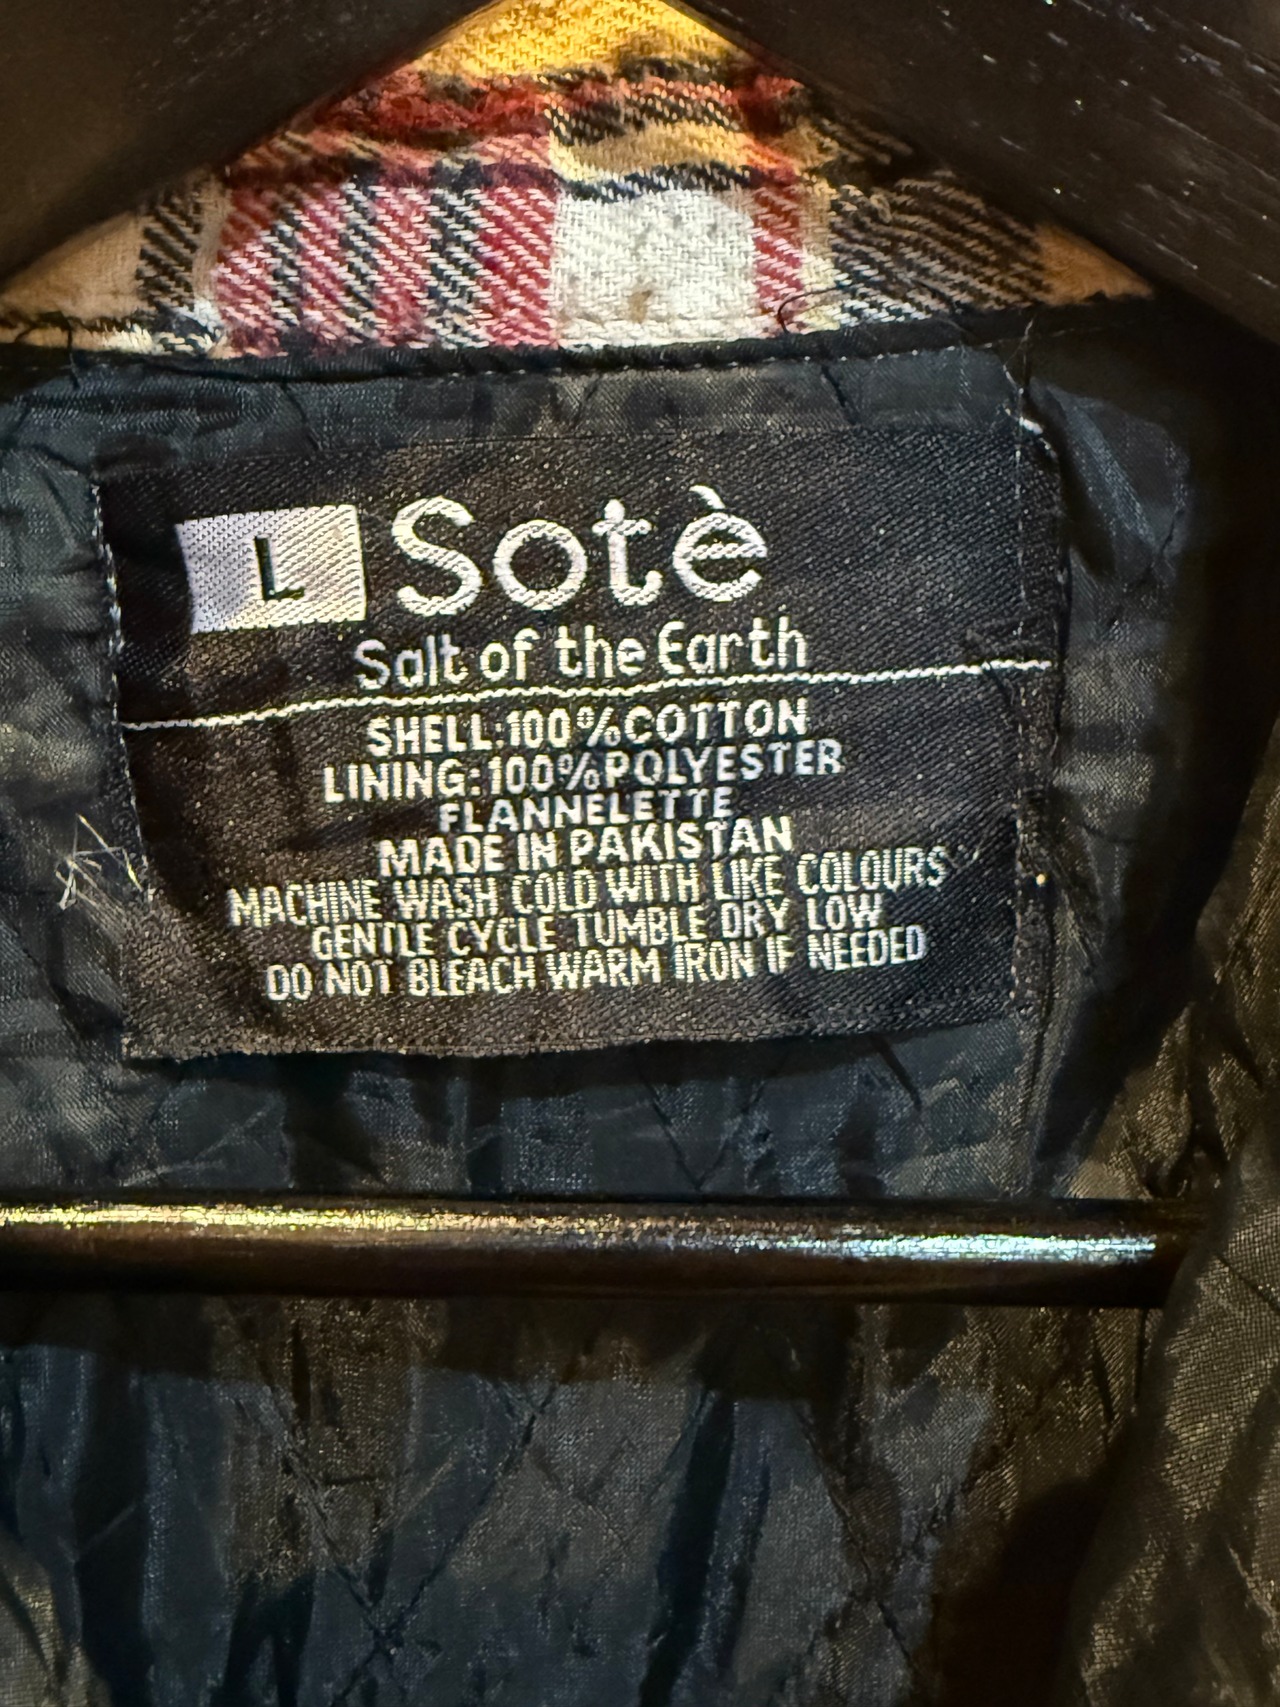 L Sotè
Salt of the Earth
SHELL:100%COTTON
LINING:100%POLYESTER
FLANNELETTE
MADE IN PAKISTAN
MACHINE WASH COLD WITH LIKE COLOURS
GENTLE CYCLE TUMBLE DRY LOW
DO NOT BLEACH WARM IRON IF NEEDED